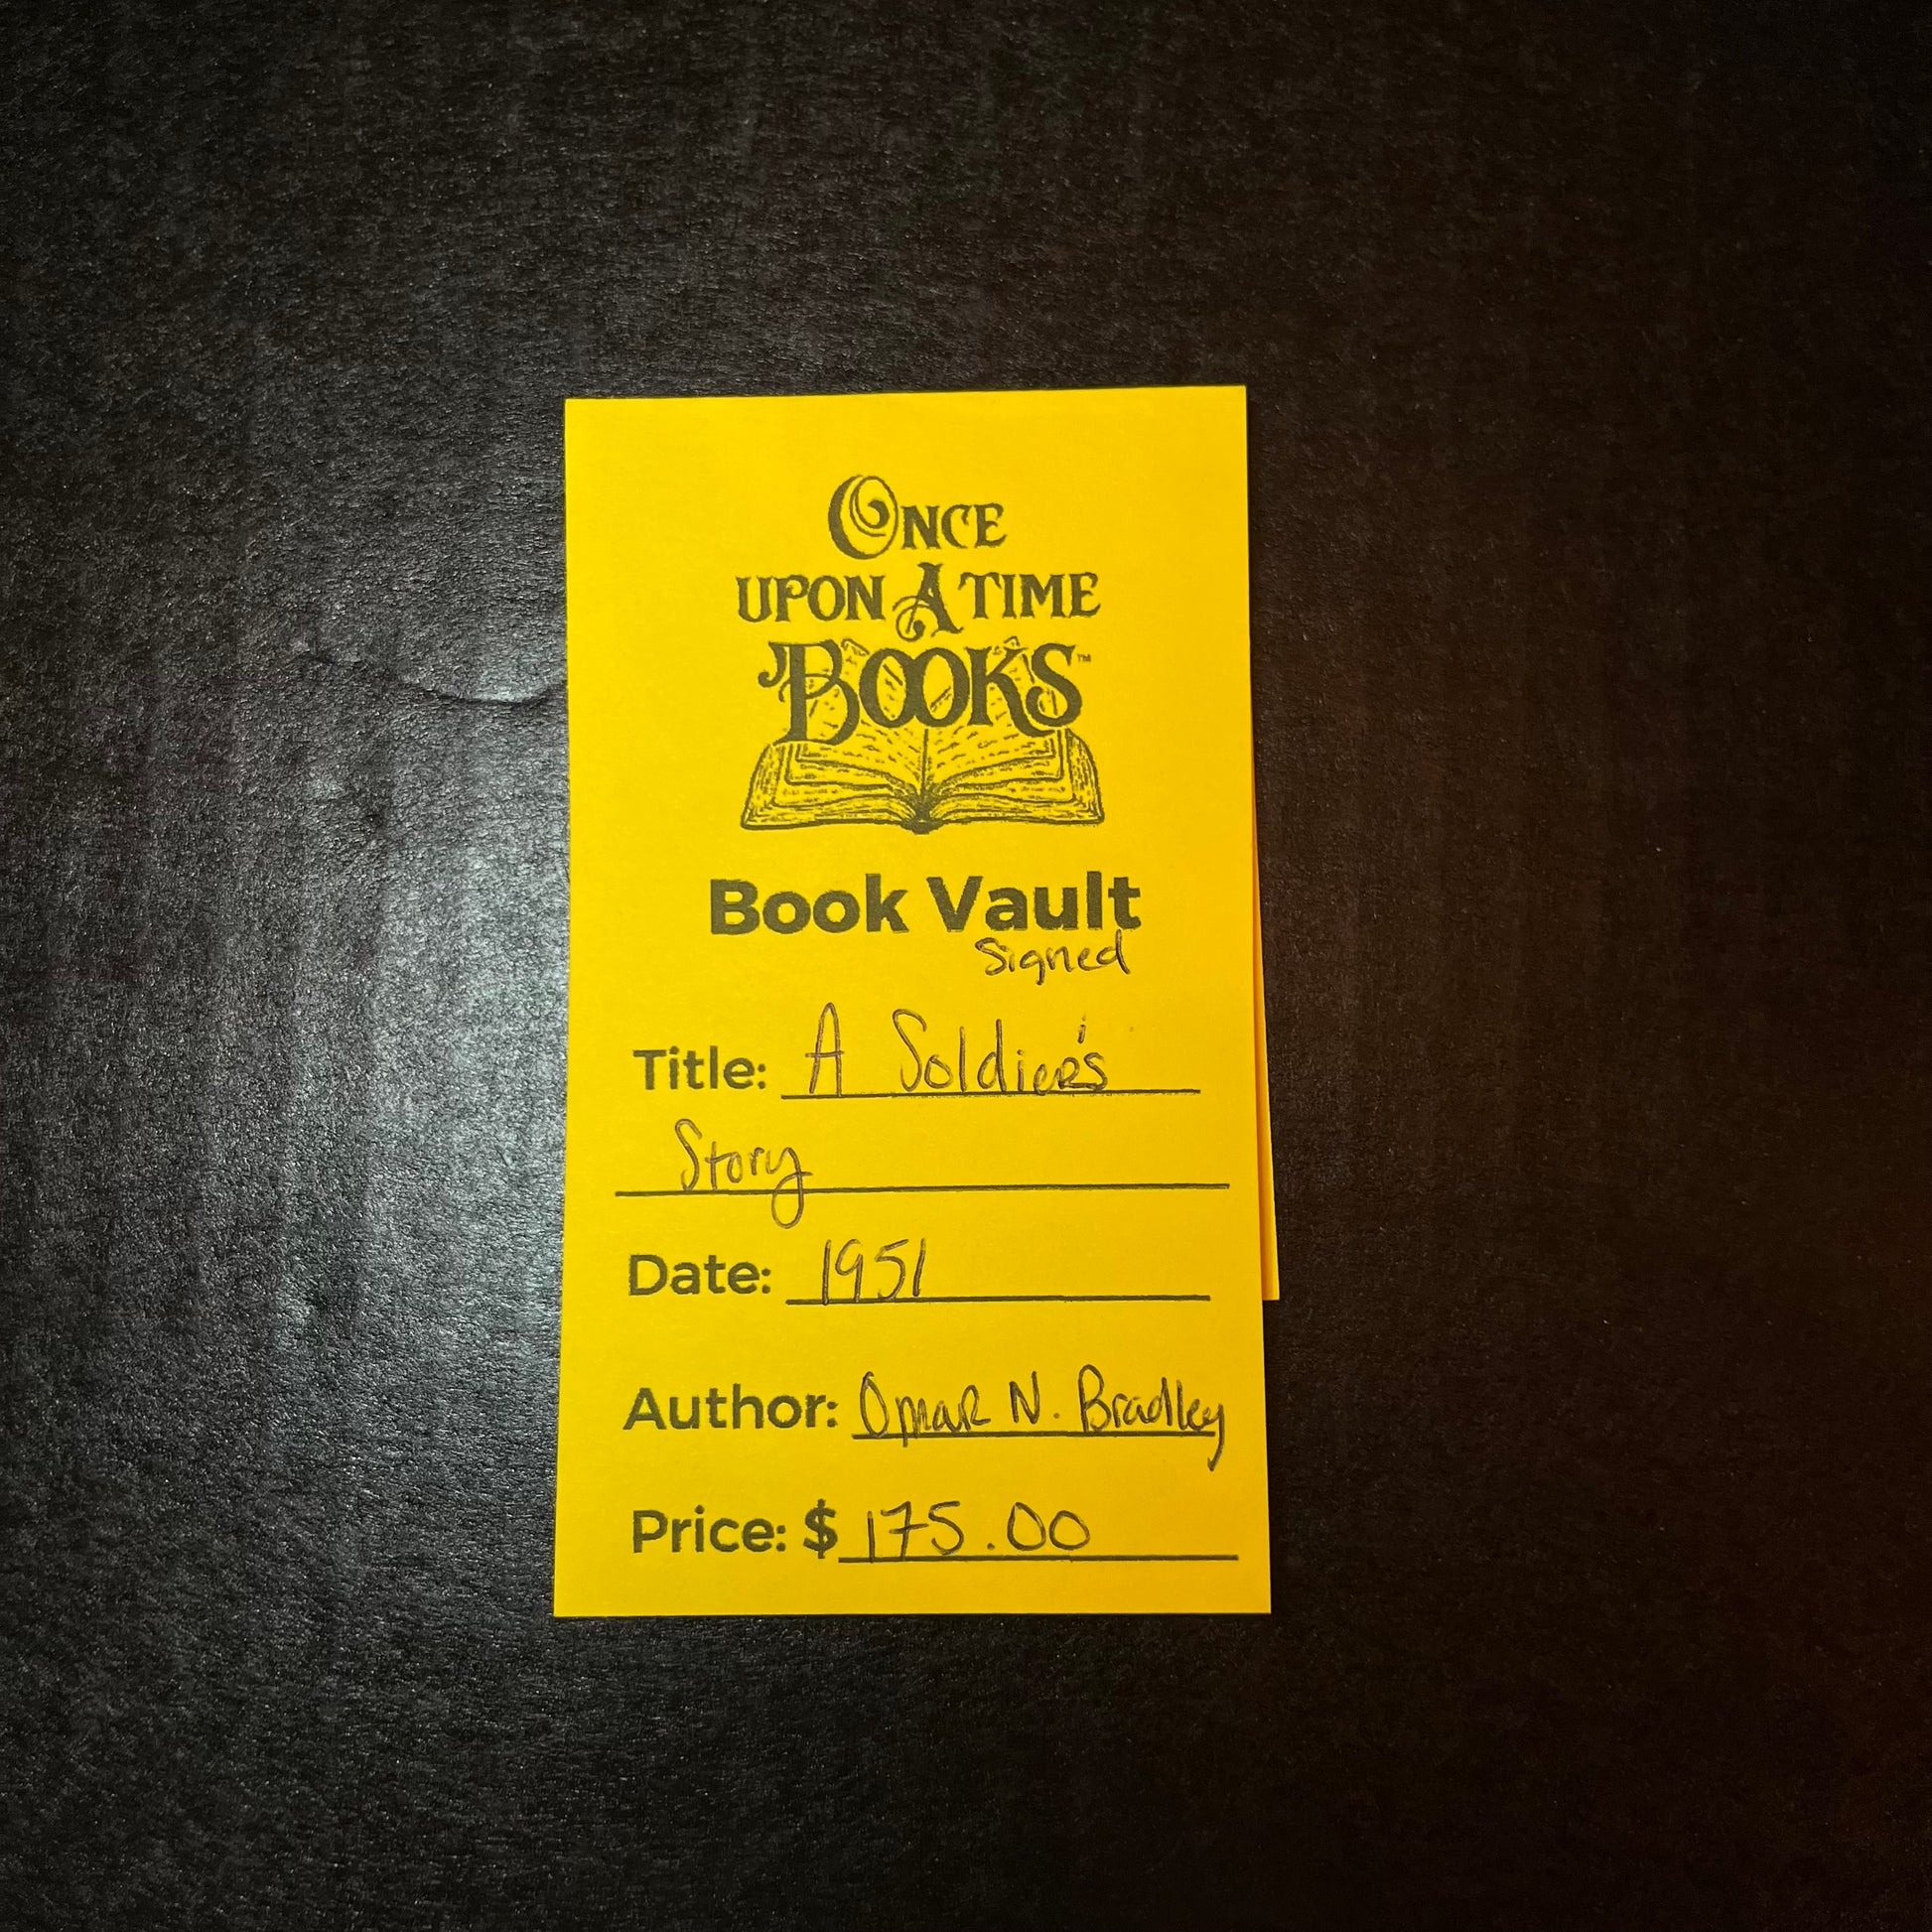 ONCE
UPON A TIME
BOOKS™
Book Vault
Signed
Title: A Soldier's
Story
Date: 1951
Author: Omar N. Bradley
Price: $ 175.00